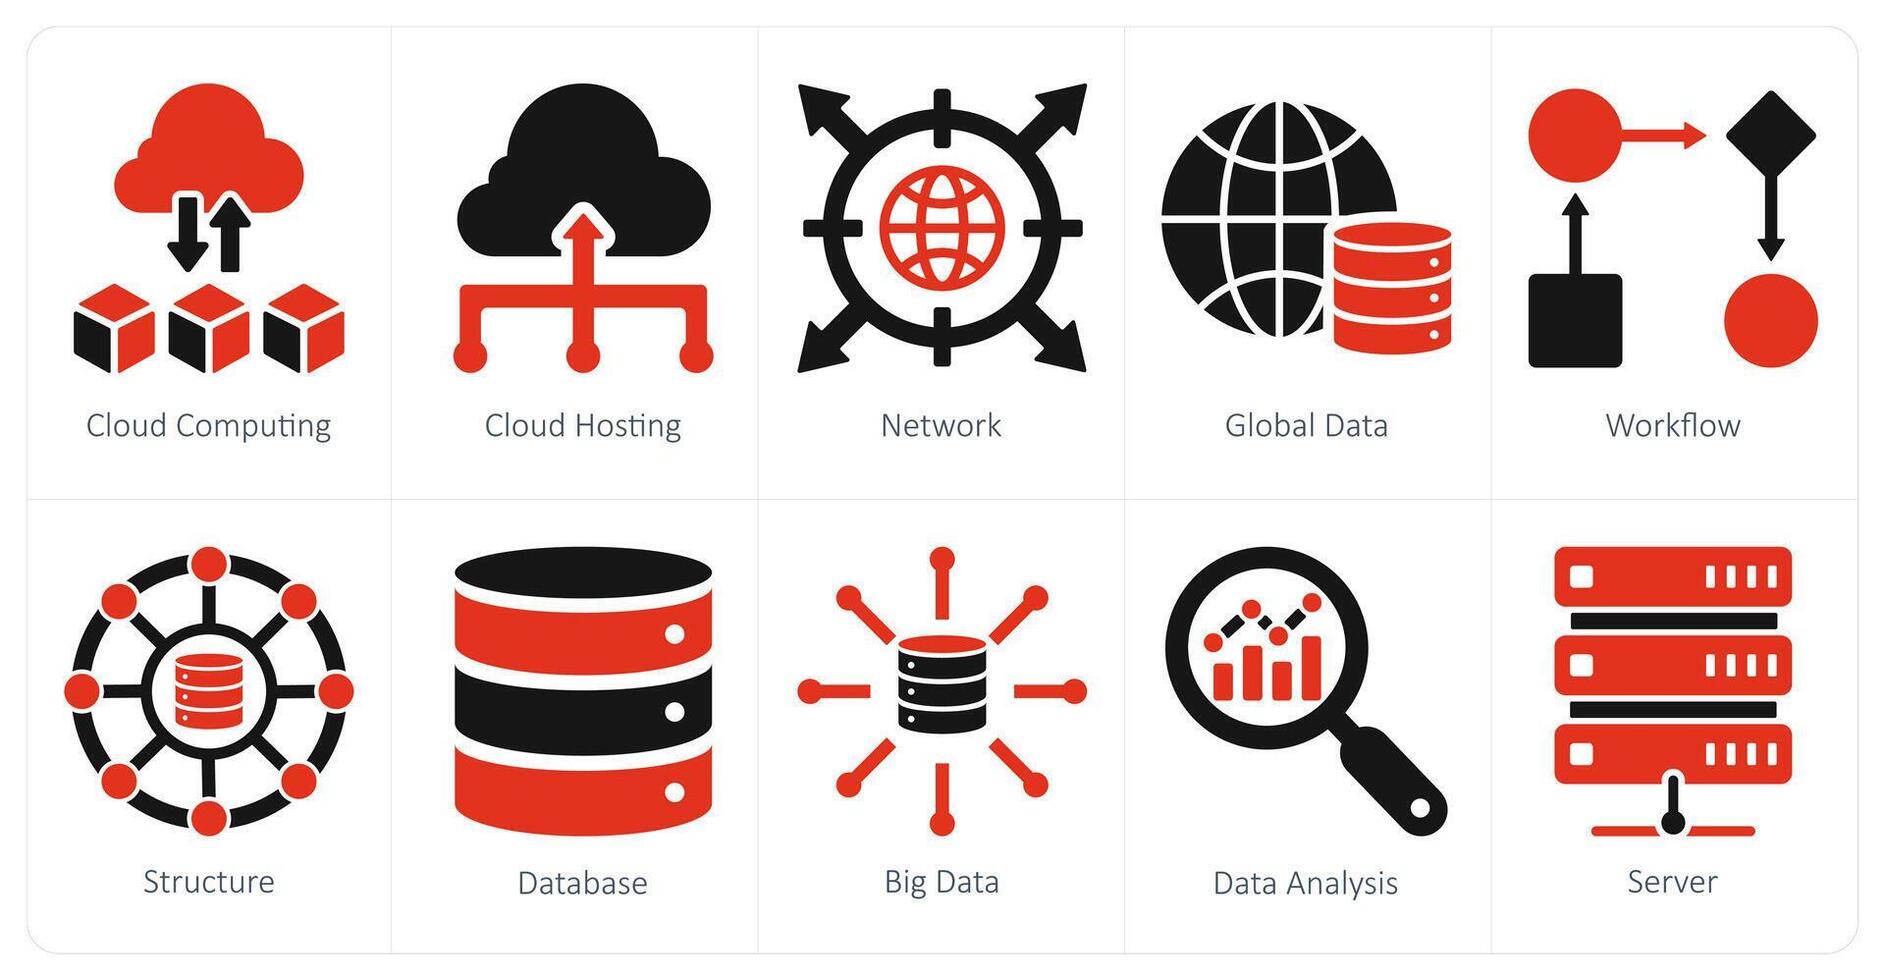 Cloud Computing
Cloud Hosting
Network
Global Data
Workflow
Structure
Database
Big Data
Data Analysis
Server